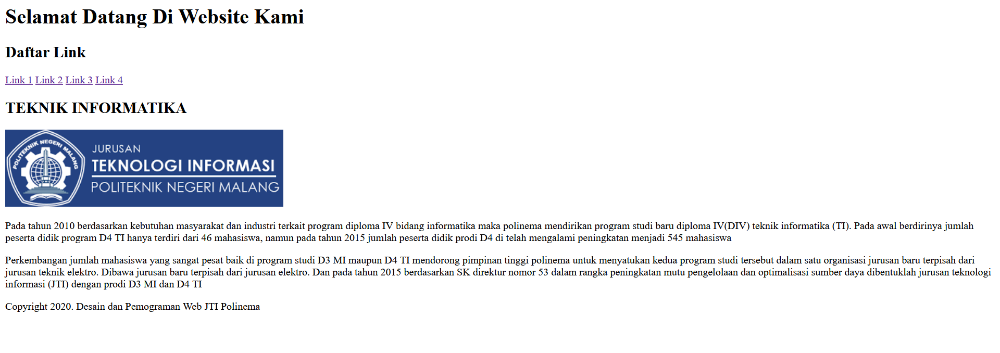 Selamat Datang Di Website Kami
Daftar Link
Link 1 Link 2 Link 3 Link 4
TEKNIK INFORMATIKA
POLITEKNIK NEGERI MALANG
JURUSAN
TEKNOLOGI INFORMASI
POLITEKNIK NEGERI MALANG
Pada tahun 2010 berdasarkan kebutuhan masyarakat dan industri terkait program diploma IV bidang informatika maka polinema mendirikan program studi baru diploma IV(DIV) teknik informatika (TI). Pada awal berdirinya jumlah
peserta didik program D4 TI hanya terdiri dari 46 mahasiswa, namun pada tahun 2015 jumlah peserta didik prodi D4 di telah mengalami peningkatan menjadi 545 mahasiswa
Perkembangan jumlah mahasiswa yang sangat pesat baik di program studi D3 MI maupun D4 TI mendorong pimpinan tinggi polinema untuk menyatukan kedua program studi tersebut dalam satu organisasi jurusan baru terpisah dari
jurusan teknik elektro. Dibawa jurusan baru terpisah dari jurusan elektro. Dan pada tahun 2015 berdasarkan SK direktur nomor 53 dalam rangka peningkatan mutu pengelolaan dan optimalisasi sumber daya dibentuklah jurusan teknologi
informasi (JTI) dengan prodi D3 MI dan D4 TI
Copyright 2020. Desain dan Pemograman Web JTI Polinema